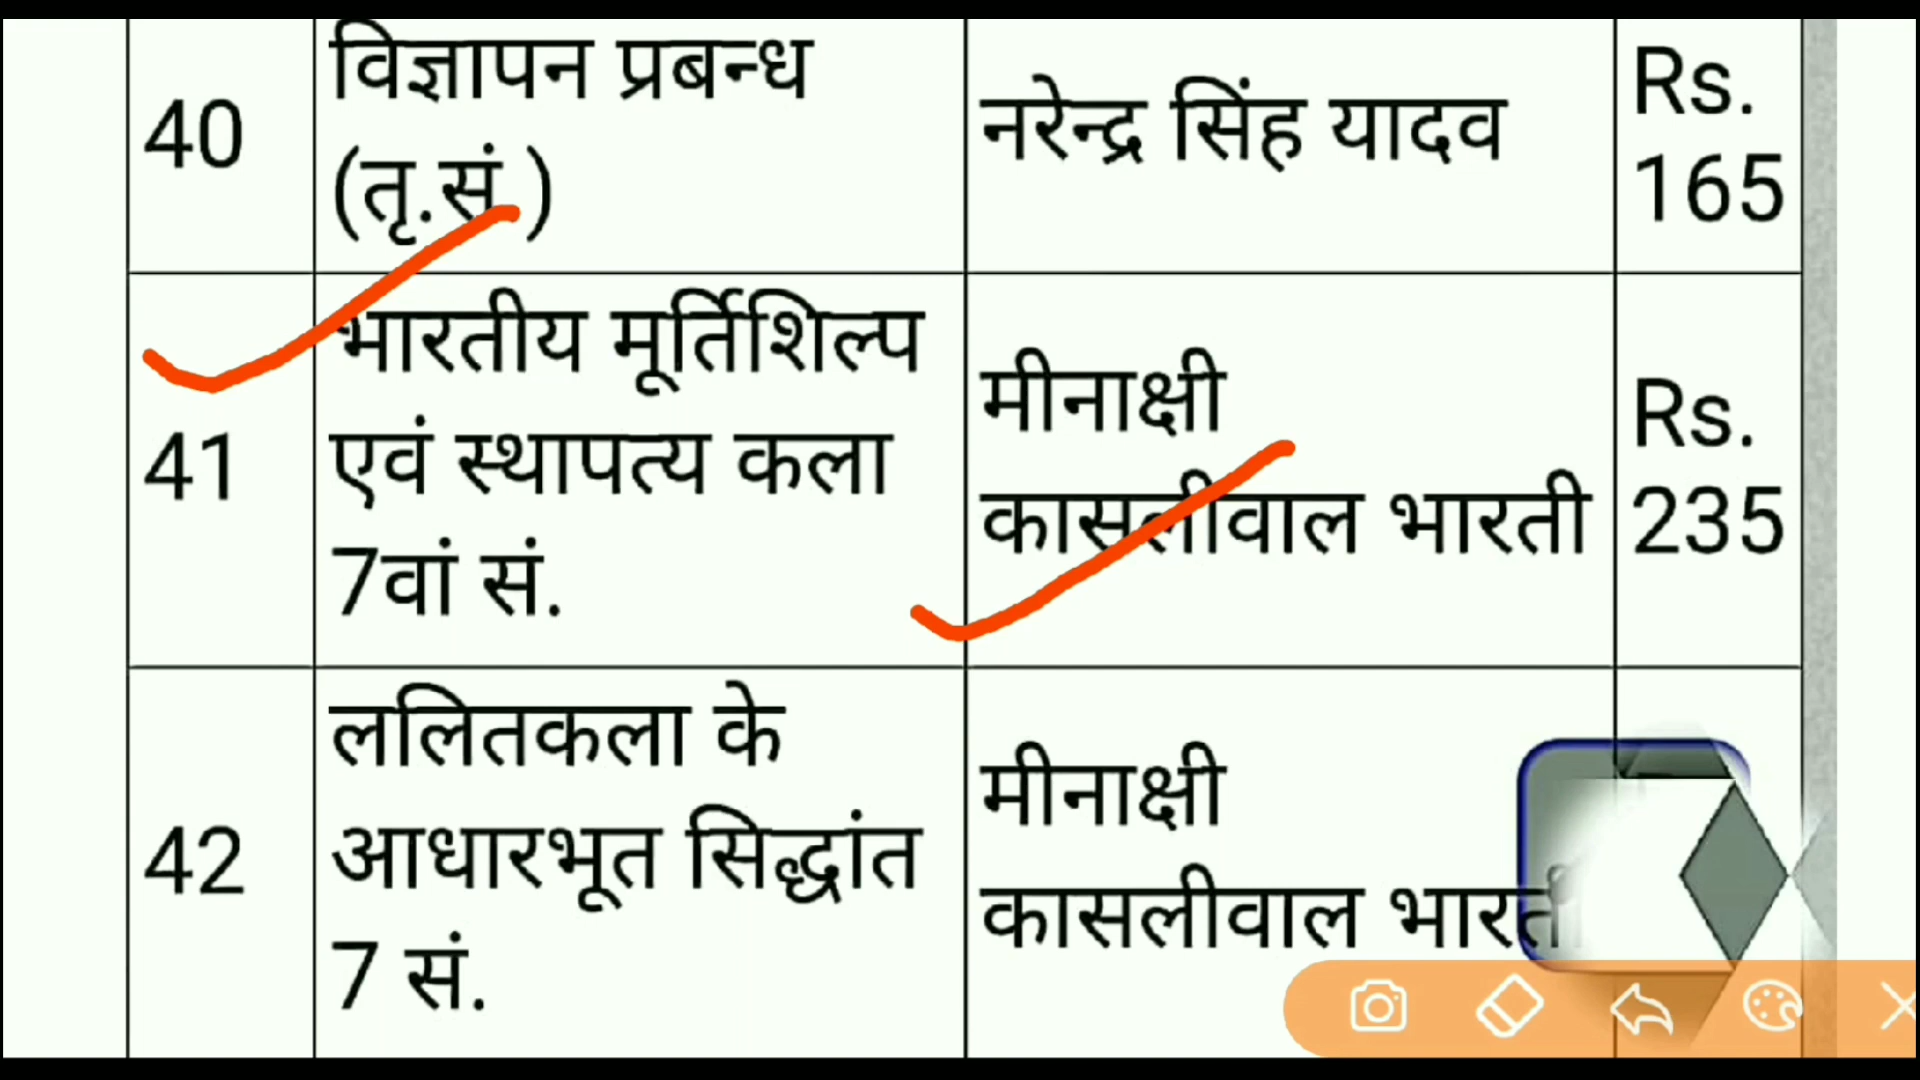 40
विज्ञापन प्रबन्ध
(तृ.सं.)
नरेन्द्र सिंह यादव
Rs.
165
41
भारतीय मूर्तिशिल्प
एवं स्थापत्य कला
7वां सं.
मीनाक्षी
कासलीवाल भारती
Rs.
235
42
ललितकला के
आधारभूत सिद्धांत
7 सं.
मीनाक्षी
कासलीवाल भारती